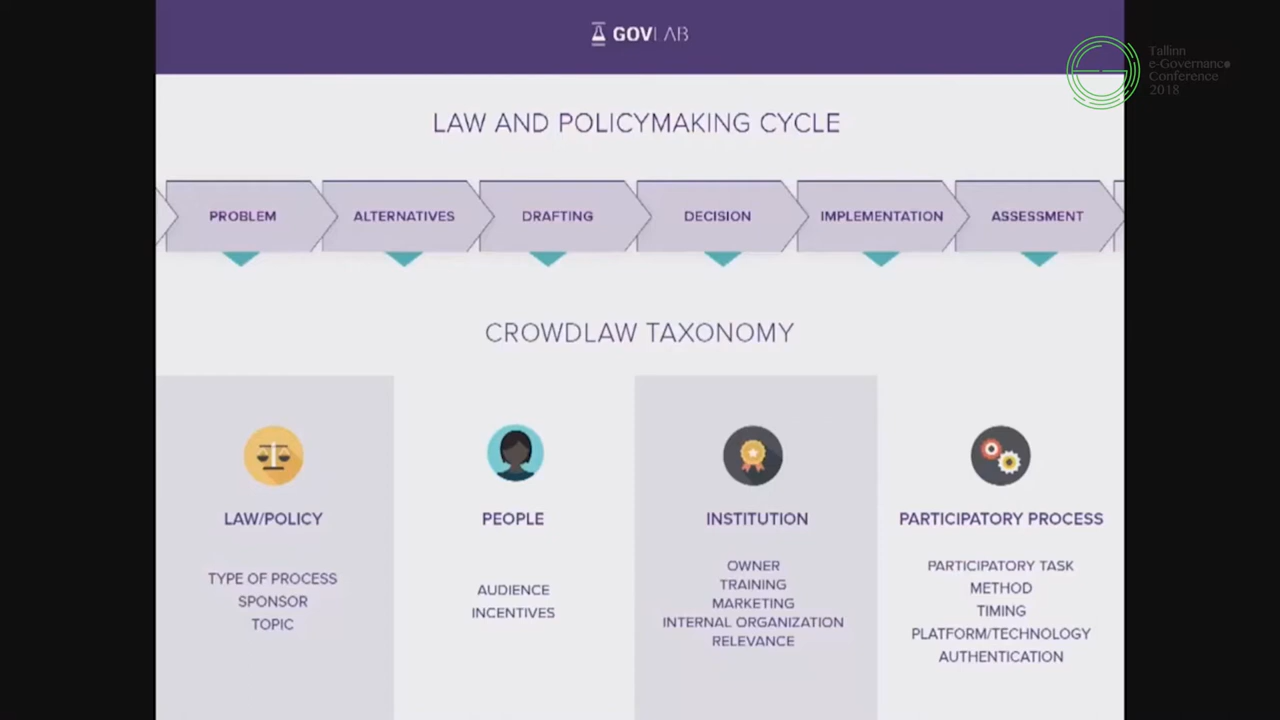 GOVLAB
Tallinn
e-Governance
Conference
2018
LAW AND POLICYMAKING CYCLE
PROBLEM
ALTERNATIVES
DRAFTING
DECISION
IMPLEMENTATION
ASSESSMENT
CROWDLAW TAXONOMY
LAW/POLICY
TYPE OF PROCESS
SPONSOR
TOPIC
PEOPLE
AUDIENCE
INCENTIVES
INSTITUTION
OWNER
TRAINING
MARKETING
INTERNAL ORGANIZATION
RELEVANCE
PARTICIPATORY PROCESS
PARTICIPATORY TASK
METHOD
TIMING
PLATFORM/TECHNOLOGY
AUTHENTICATION